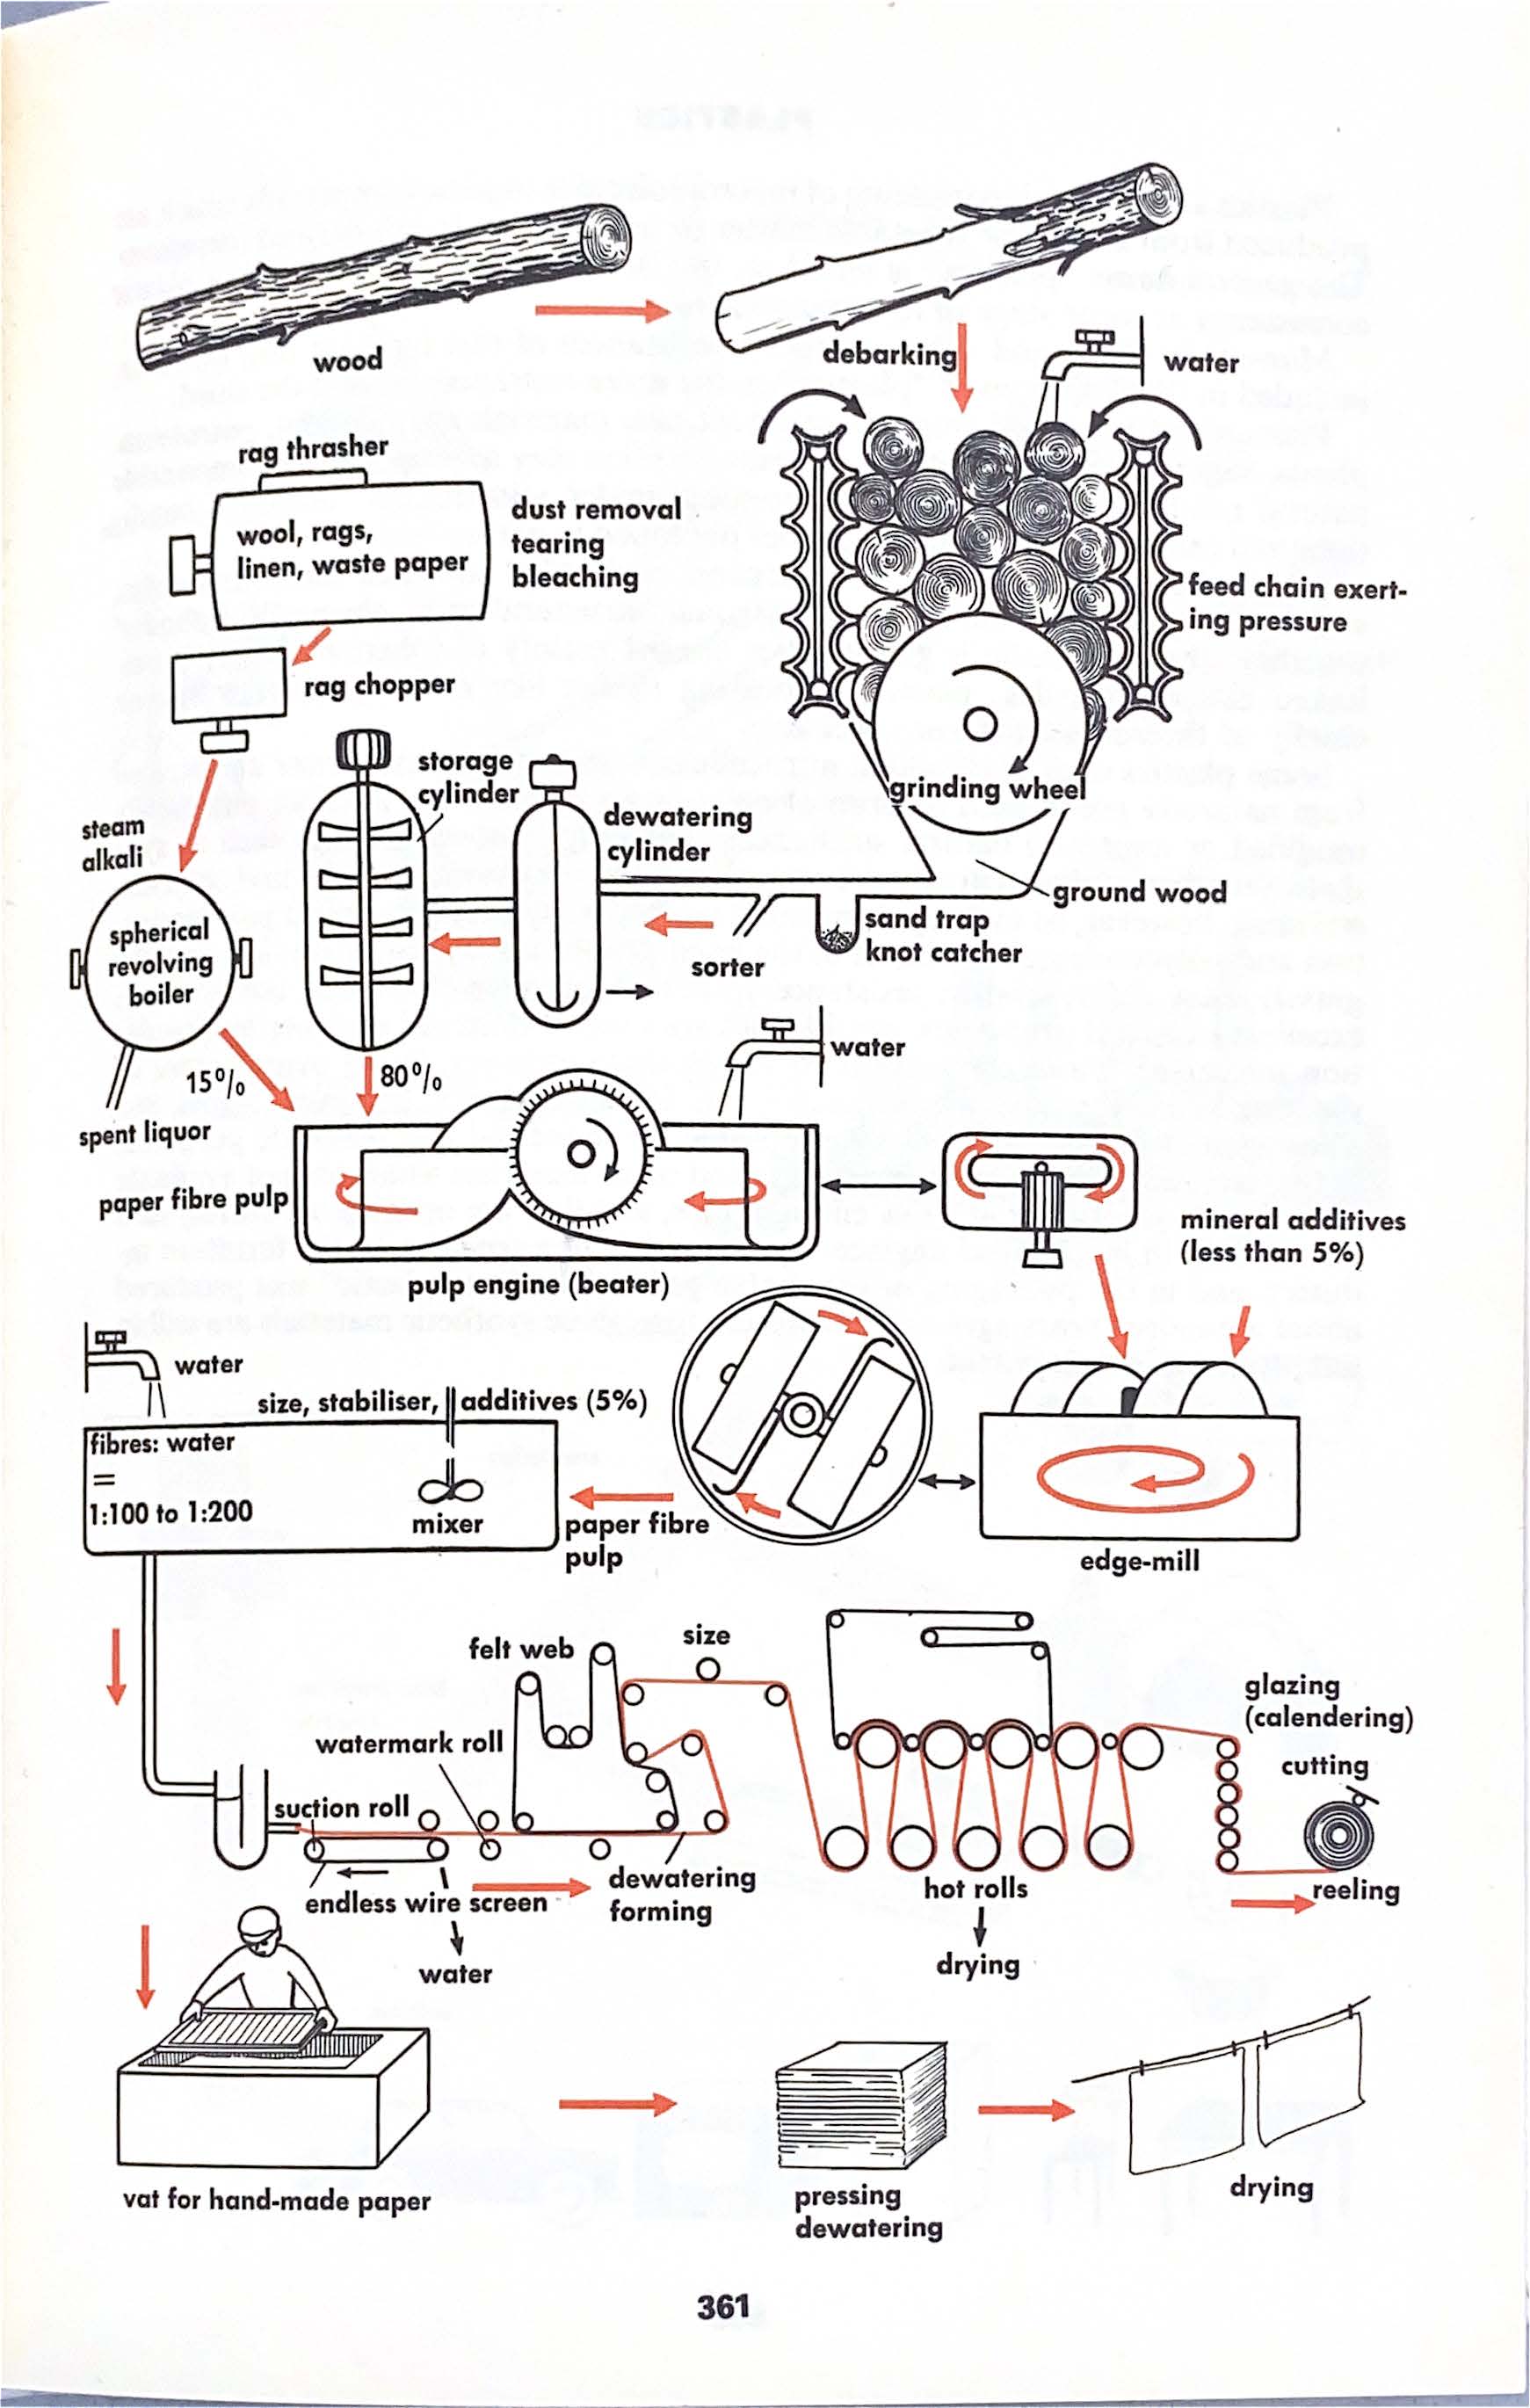 wood
debarking
water
rag thrasher
wool, rags,
linen, waste paper
dust removal
tearing
bleaching
feed chain exert-
ing pressure
rag chopper
storage
cylinder
dewatering
cylinder
grinding wheel
steam
alkali
ground wood
sand trap
knot catcher
sorter
spherical
revolving
boiler
water
15%
80%
spent liquor
paper fibre pulp
pulp engine (beater)
mineral additives
(less than 5%)
water
size, stabiliser, additives (5%)
fibres: water
=
1:100 to 1:200
mixer
paper fibre
pulp
edge-mill
felt web
size
glazing
(calendering)
watermark roll
cutting
suction roll
dewatering
forming
endless wire screen
hot rolls
reeling
water
drying
vat for hand-made paper
pressing
dewatering
drying
361